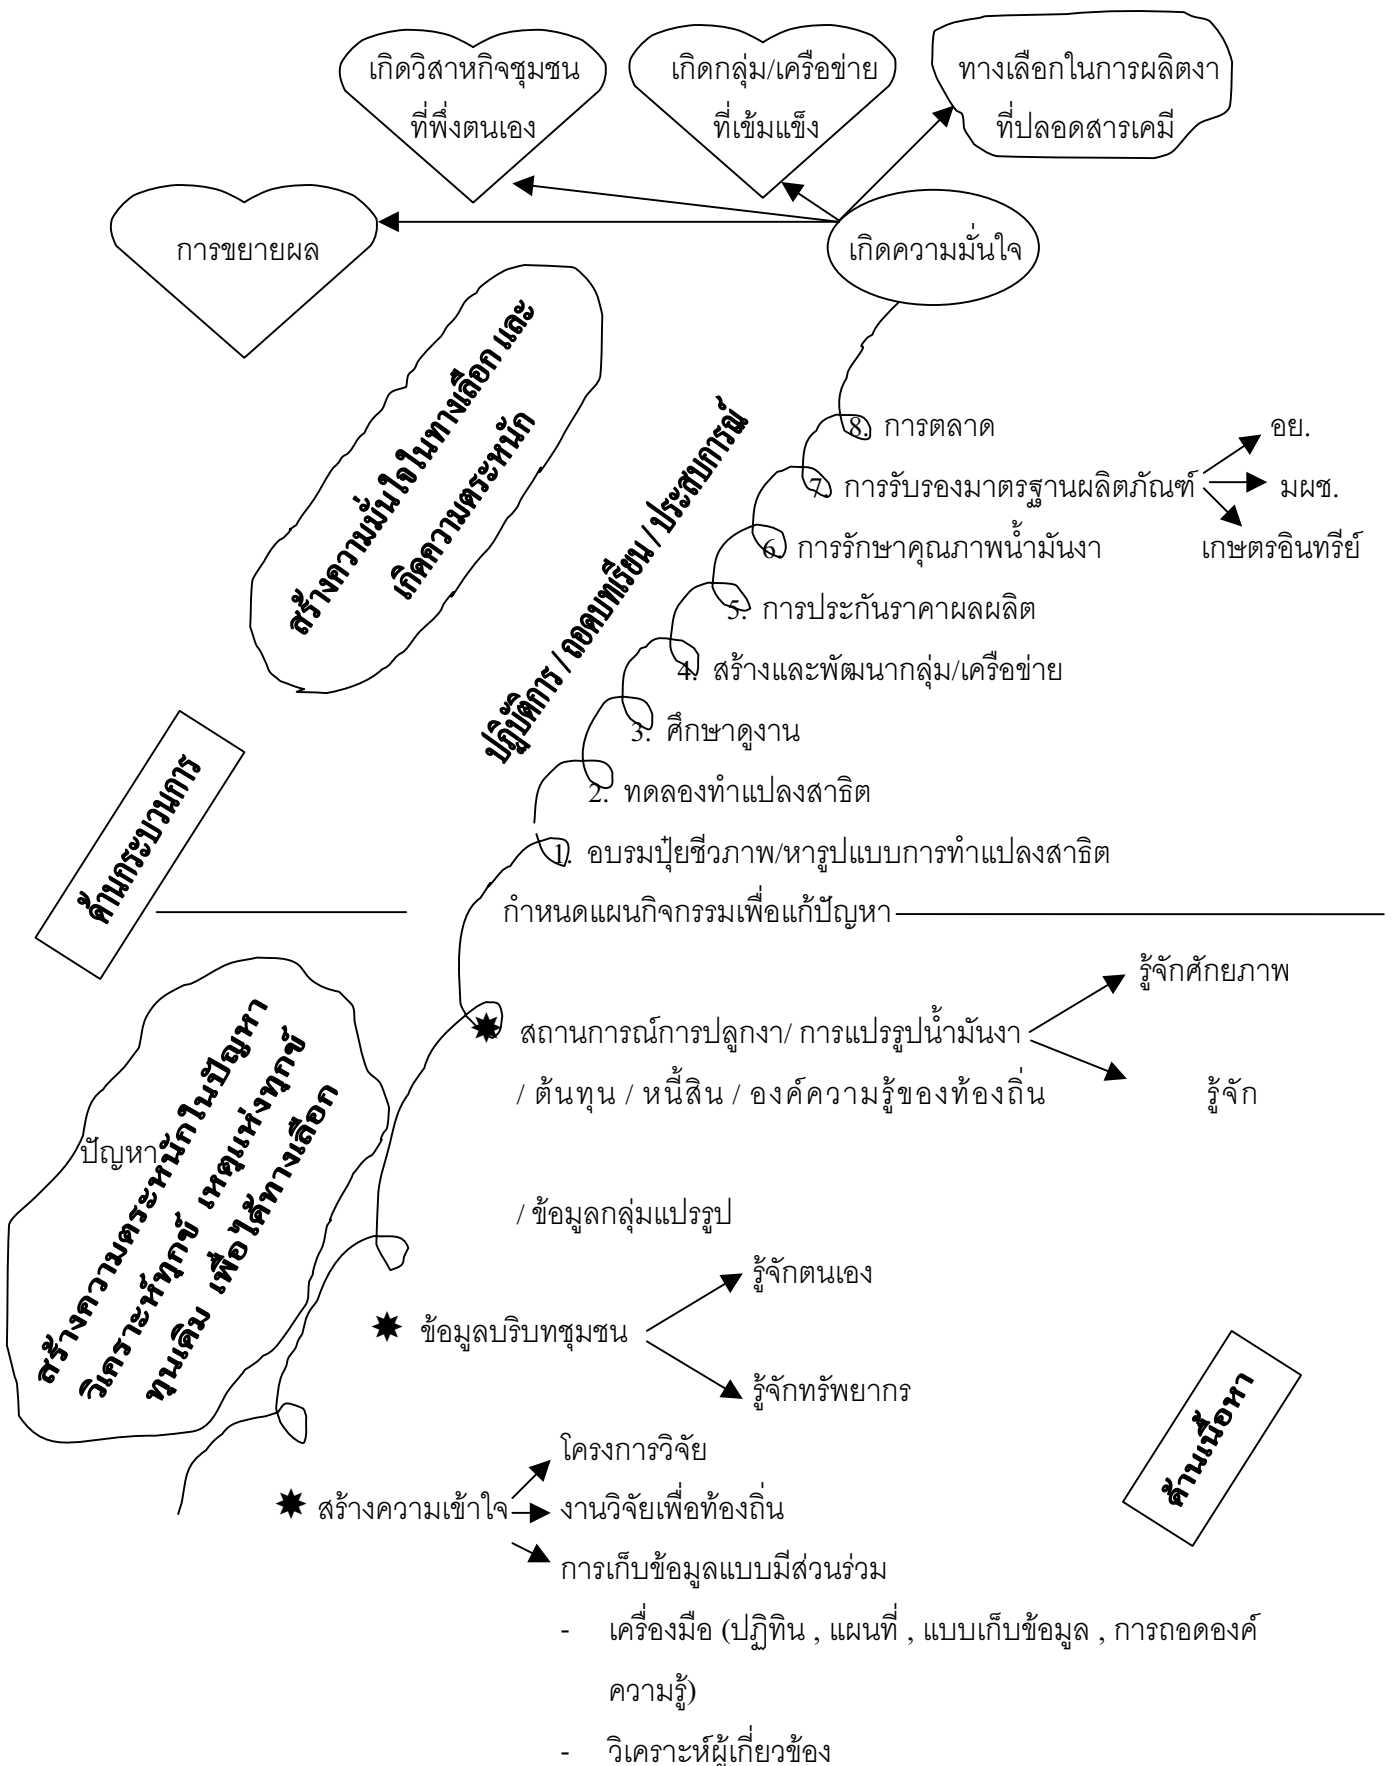 เกิดวิสาหกิจชุมชน
ที่พึ่งตนเอง
เกิดกลุ่ม/เครือข่าย
ที่เข้มแข็ง
ทางเลือกในการผลิตงา
ที่ปลอดสารเคมี
การขยายผล
เกิดความมั่นใจ
สร้างความมั่นใจในทางเลือก และ
เกิดความตระหนัก
ปฏิบัติการ / ถอดบทเรียน / ประสบการณ์
8. การตลาด
อย.
7. การรับรองมาตรฐานผลิตภัณฑ์
มผช.
6. การรักษาคุณภาพน้ำมันงา
เกษตรอินทรีย์
5. การประกันราคาผลผลิต
4. สร้างและพัฒนากลุ่ม/เครือข่าย
3. ศึกษาดูงาน
2. ทดลองทำแปลงสาธิต
1. อบรมปุ๋ยชีวภาพ/หารูปแบบการทำแปลงสาธิต
ด้านกระบวนการ
กำหนดแผนกิจกรรมเพื่อแก้ปัญหา
รู้จักศักยภาพ
สถานการณ์การปลูกงา/ การแปรรูปน้ำมันงา
/ ต้นทุน / หนี้สิน / องค์ความรู้ของท้องถิ่น รู้จัก
ปัญหา
สร้างความตระหนักในปัญหา
วิเคราะห์ทุกข์ เหตุแห่งทุกข์
ทุนเดิม เพื่อได้ทางเลือก
/ ข้อมูลกลุ่มแปรรูป
รู้จักตนเอง
ข้อมูลบริบทชุมชน
รู้จักทรัพยากร
ด้านเนื้อหา
โครงการวิจัย
สร้างความเข้าใจ
งานวิจัยเพื่อท้องถิ่น
การเก็บข้อมูลแบบมีส่วนร่วม
- เครื่องมือ (ปฏิทิน , แผนที่ , แบบเก็บข้อมูล , การถอดองค์
ความรู้)
- วิเคราะห์ผู้เกี่ยวข้อง